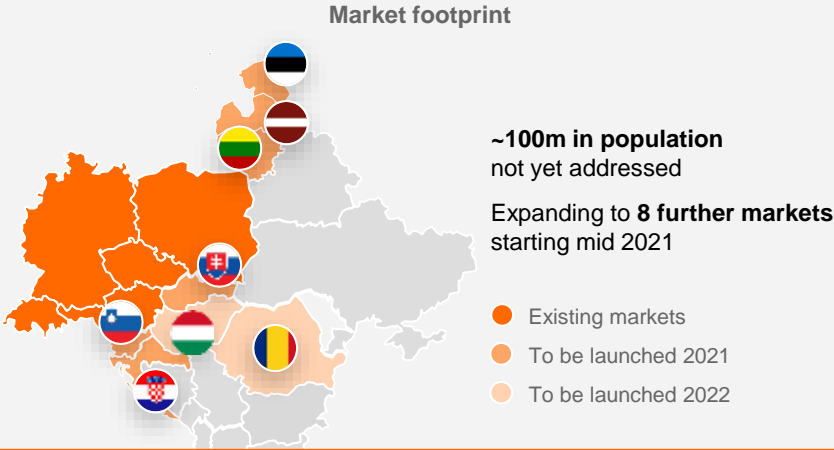 Market footprint
~100m in population
not yet addressed
Expanding to 8 further markets
starting mid 2021
Existing markets
To be launched 2021
To be launched 2022